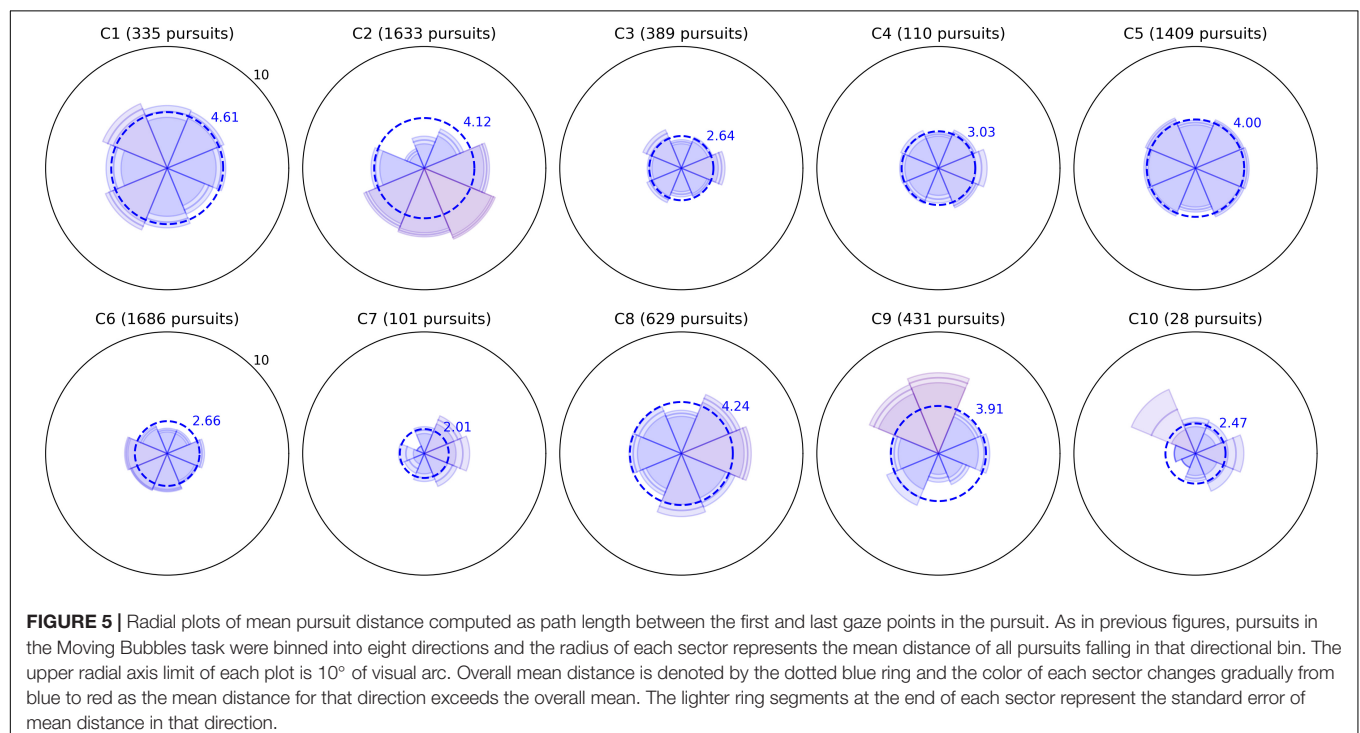 C1 (335 pursuits)
C2 (1633 pursuits)
C3 (389 pursuits)
C4 (110 pursuits)
C5 (1409 pursuits)
10
4.61
4.12
2.64
3.03
4.00
C6 (1686 pursuits)
C7 (101 pursuits)
C8 (629 pursuits)
C9 (431 pursuits)
C10 (28 pursuits)
10
2.66
2.01
4.24
3.91
2.47
FIGURE 5 | Radial plots of mean pursuit distance computed as path length between the first and last gaze points in the pursuit. As in previous figures, pursuits in
the Moving Bubbles task were binned into eight directions and the radius of each sector represents the mean distance of all pursuits falling in that directional bin. The
upper radial axis limit of each plot is 10° of visual arc. Overall mean distance is denoted by the dotted blue ring and the color of each sector changes gradually from
blue to red as the mean distance for that direction exceeds the overall mean. The lighter ring segments at the end of each sector represent the standard error of
mean distance in that direction.